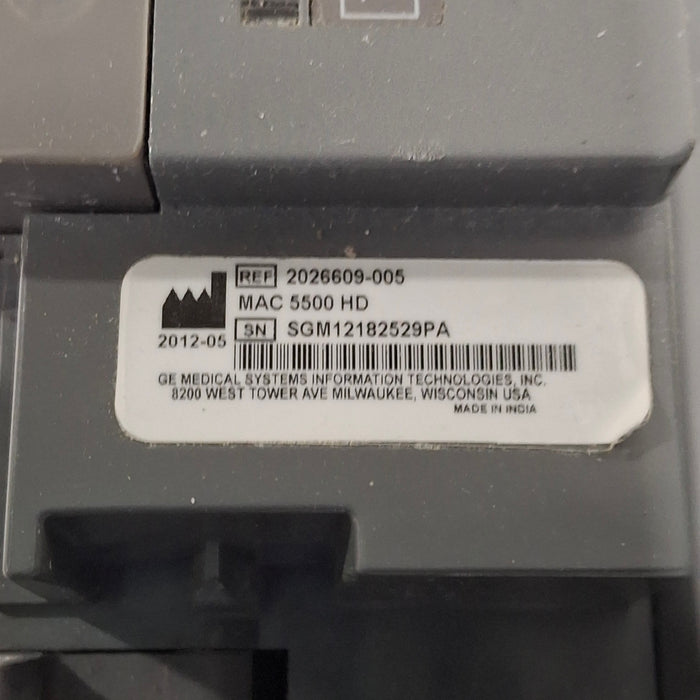 REF 2026609-005
MAC 5500 HD
SN SGM12182529PA
2012-05
GE MEDICAL SYSTEMS INFORMATION TECHNOLOGIES, INC.
8200 WEST TOWER AVE MILWAUKEE, WISCONSIN USA
MADE IN INDIA